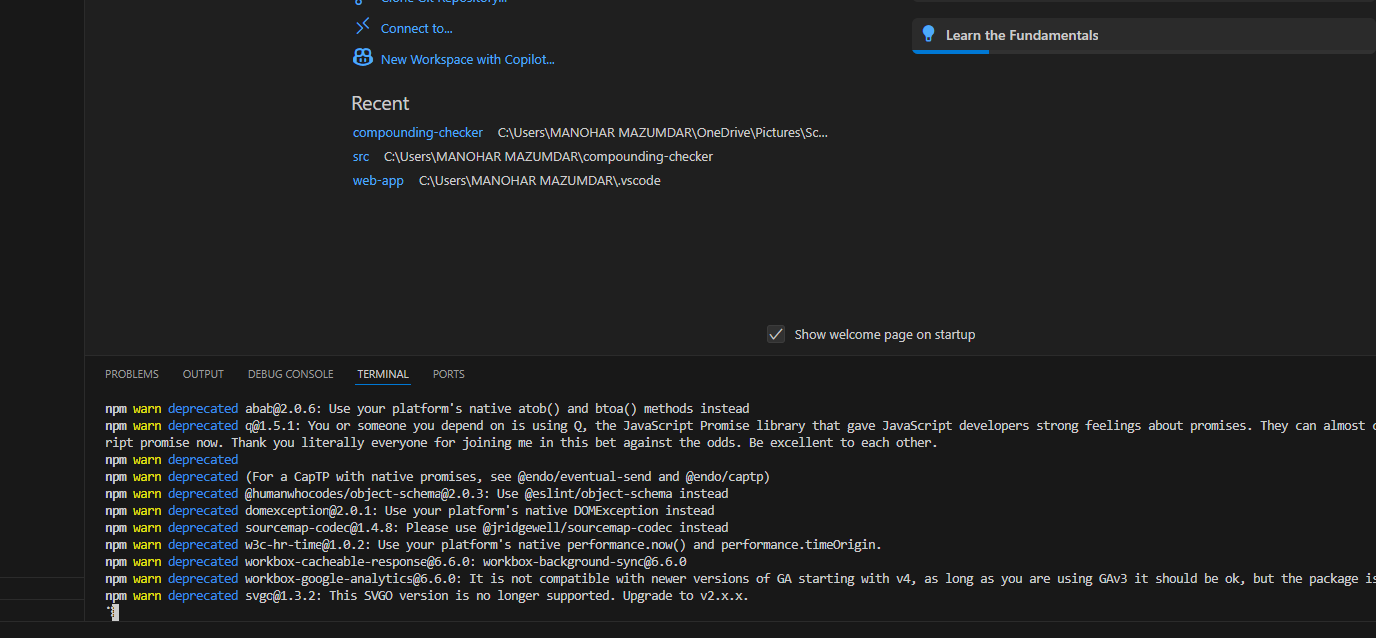 Clone Git Repository...
Connect to...
New Workspace with Copilot...
Learn the Fundamentals
Recent
compounding-checker C:\Users\MANOHAR MAZUMDAR\OneDrive\Pictures\Sc...
src C:\Users\MANOHAR MAZUMDAR\compounding-checker
web-app C:\Users\MANOHAR MAZUMDAR\.vscode
Show welcome page on startup
PROBLEMS OUTPUT DEBUG CONSOLE TERMINAL PORTS
npm warn deprecated abab@2.0.6: Use your platform's native atob() and btoa() methods instead
npm warn deprecated q@1.5.1: You or someone you depend on is using Q, the JavaScript Promise library that gave JavaScript developers strong feelings about promises. They can almost
ript promise now. Thank you literally everyone for joining me in this bet against the odds. Be excellent to each other.
npm warn deprecated
npm warn deprecated (For a CapTP with native promises, see @endo/eventual-send and @endo/captp)
npm warn deprecated @humanwhocodes/object-schema@2.0.3: Use @eslint/object-schema instead
npm warn deprecated domexception@2.0.1: Use your platform's native DOMException instead
npm warn deprecated sourcemap-codec@1.4.8: Please use @jridgewell/sourcemap-codec instead
npm warn deprecated w3c-hr-time@1.0.2: Use your platform's native performance.now() and performance.timeOrigin.
npm warn deprecated workbox-cacheable-response@6.6.0: workbox-background-sync@6.6.0
npm warn deprecated workbox-google-analytics@6.6.0: It is not compatible with newer versions of GA starting with v4, as long as you are using GAv3 it should be ok, but the package is
npm warn deprecated svgo@1.3.2: This SVGO version is no longer supported. Upgrade to v2.x.x.